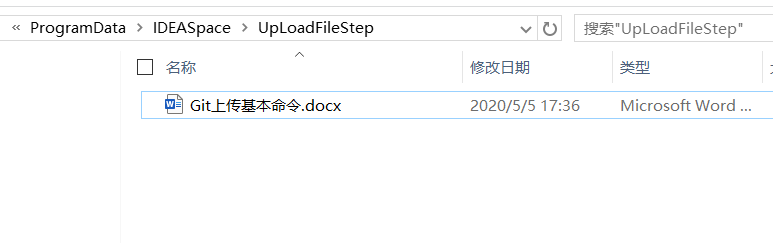 « ProgramData > IDEASpace > UpLoadFileStep 搜索"UpLoadFileStep"
名称 修改日期 类型
Git上传基本命令.docx 2020/5/5 17:36 Microsoft Word ...